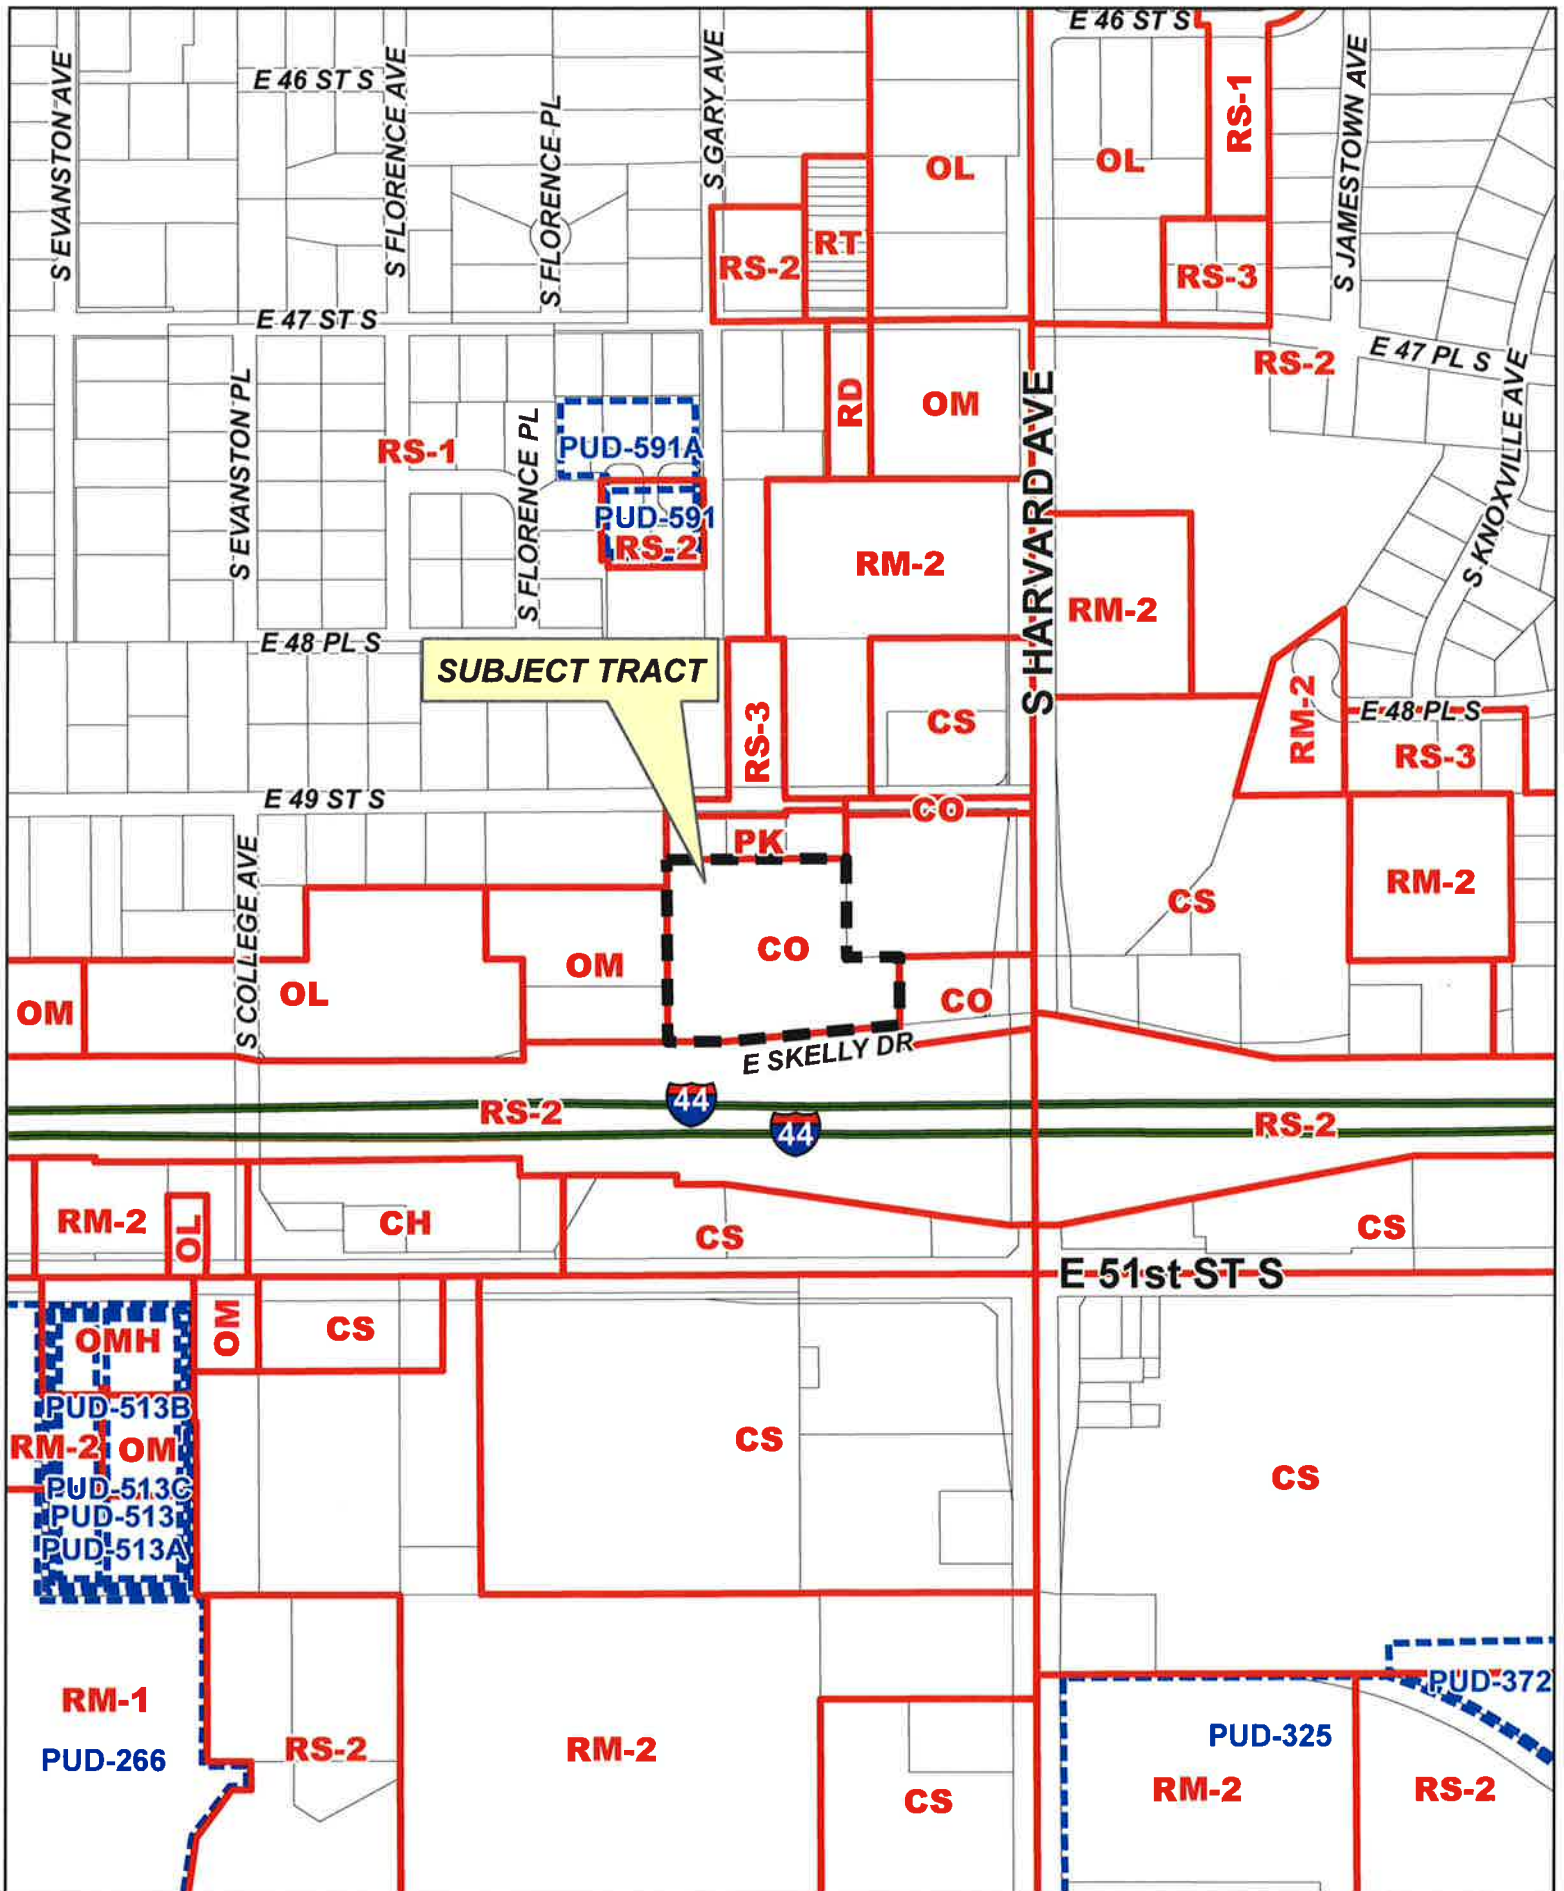 E 46 ST S
S EVANSTON AVE
E 46 ST S
S FLORENCE AVE
S FLORENCE PL
S GARY AVE
OL
OL
RS-1
S JAMESTOWN AVE
RS-2
RT
RS-3
E 47 ST S
RS-2
E 47 PL S
S EVANSTON PL
RS-1
S FLORENCE PL
PUD-591A
RD
OM
S HARVARD AVE
S KNOXVILLE AVE
PUD-591
RS-2
RM-2
RM-2
E 48 PL S
SUBJECT TRACT
RS-3
CS
RM-2
E 48 PL S
RS-3
E 49 ST S
CO
PK
S COLLEGE AVE
CS
RM-2
OM
OL
OM
CO
CO
E SKELLY DR
RS-2
44
44
RS-2
RM-2
OL
CH
CS
CS
E 51st ST S
OMH
OM
CS
PUD-513B
RM-2
OM
PUD-513C
PUD-513
PUD-513A
CS
CS
RM-1
PUD-266
RS-2
RM-2
CS
PUD-372
PUD-325
RM-2
RS-2